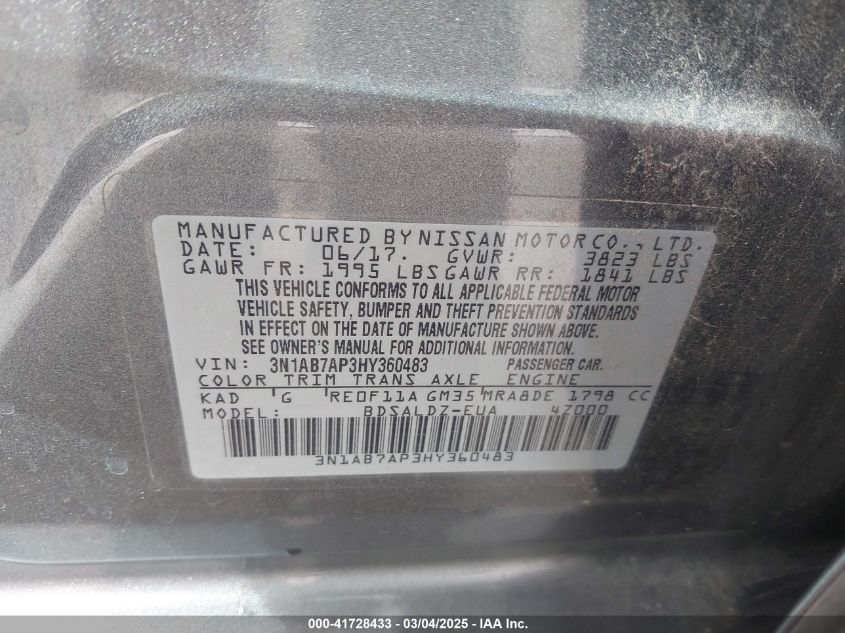 MANUFACTURED BY NISSAN MOTOR CO., LTD.
DATE: 06/17. GVWR: 3823 LBS
GAWR FR: 1995 LBS GAWR RR: 1841 LBS
THIS VEHICLE CONFORMS TO ALL APPLICABLE FEDERAL MOTOR
VEHICLE SAFETY, BUMPER AND THEFT PREVENTION STANDARDS
IN EFFECT ON THE DATE OF MANUFACTURE SHOWN ABOVE.
SEE OWNER'S MANUAL FOR ADDITIONAL INFORMATION.
VIN: 3N1AB7AP3HY360483 PASSENGER CAR.
COLOR TRIM TRANS AXLE ENGINE
KAD G RE0F11A GM35 MRA8DE 1798 CC
MODEL: BDSALDZ-EUA 4Z000
3N1AB7AP3HY360483
000-41728433 - 03/04/2025 - IAA Inc.